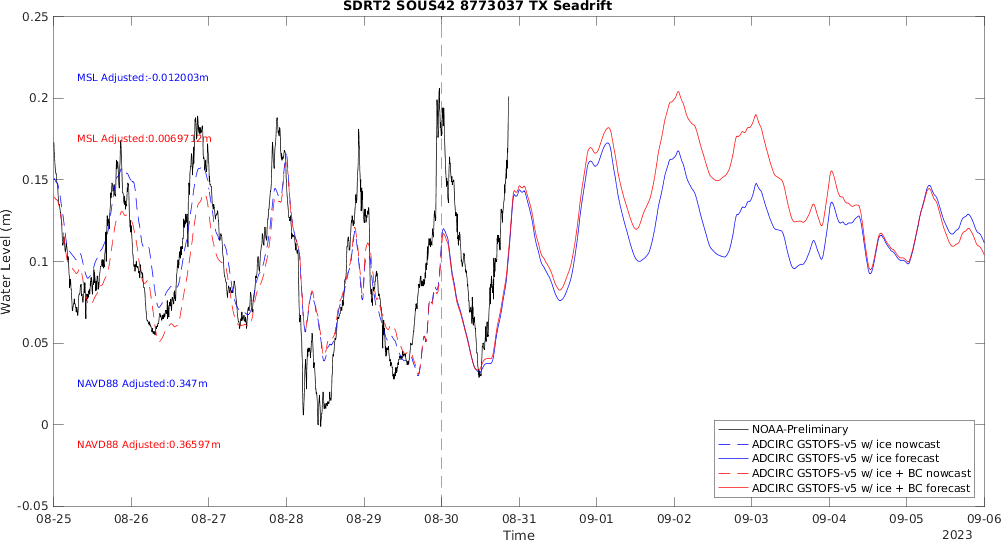 SDRT2 SOUS42 8773037 TX Seadrift
0.25
0.2
0.15
0.1
0.05
0
-0.05
Water Level (m)
MSL Adjusted:-0.012003m
MSL Adjusted:0.0069712m
NAVD88 Adjusted:0.347m
NAVD88 Adjusted:0.36597m
NOAA-Preliminary
ADCIRC GSTOFS-v5 w/ ice nowcast
ADCIRC GSTOFS-v5 w/ ice forecast
ADCIRC GSTOFS-v5 w/ ice + BC nowcast
ADCIRC GSTOFS-v5 w/ ice + BC forecast
08-25 08-26 08-27 08-28 08-29 08-30 08-31 09-01 09-02 09-03 09-04 09-05 09-06
Time
2023